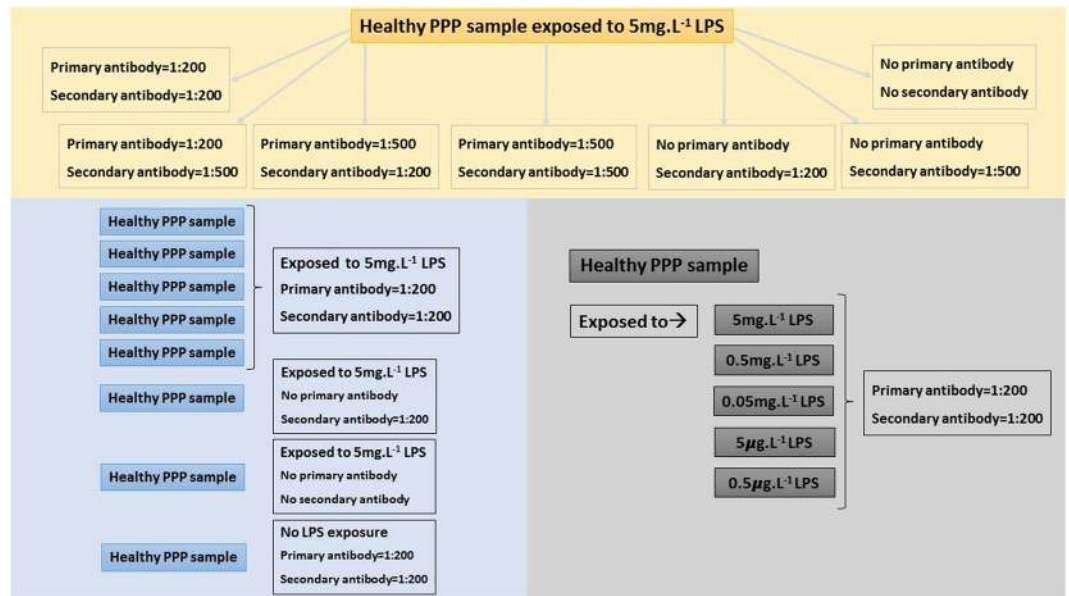 Healthy PPP sample exposed to 5mg.L⁻¹ LPS
Primary antibody=1:200
Secondary antibody=1:200
No primary antibody
No secondary antibody
Primary antibody=1:200
Secondary antibody=1:500
Primary antibody=1:500
Secondary antibody=1:200
Primary antibody=1:500
Secondary antibody=1:500
No primary antibody
Secondary antibody=1:200
No primary antibody
Secondary antibody=1:500
Healthy PPP sample
Healthy PPP sample
Healthy PPP sample
Healthy PPP sample
Healthy PPP sample
Exposed to 5mg.L⁻¹ LPS
Primary antibody=1:200
Secondary antibody=1:200
Healthy PPP sample
Exposed to 5mg.L⁻¹ LPS
No primary antibody
Secondary antibody=1:200
Healthy PPP sample
Exposed to 5mg.L⁻¹ LPS
No primary antibody
No secondary antibody
Healthy PPP sample
No LPS exposure
Primary antibody=1:200
Secondary antibody=1:200
Healthy PPP sample
Exposed to→
5mg.L⁻¹ LPS
0.5mg.L⁻¹ LPS
0.05mg.L⁻¹ LPS
5µg.L⁻¹ LPS
0.5µg.L⁻¹ LPS
Primary antibody=1:200
Secondary antibody=1:200